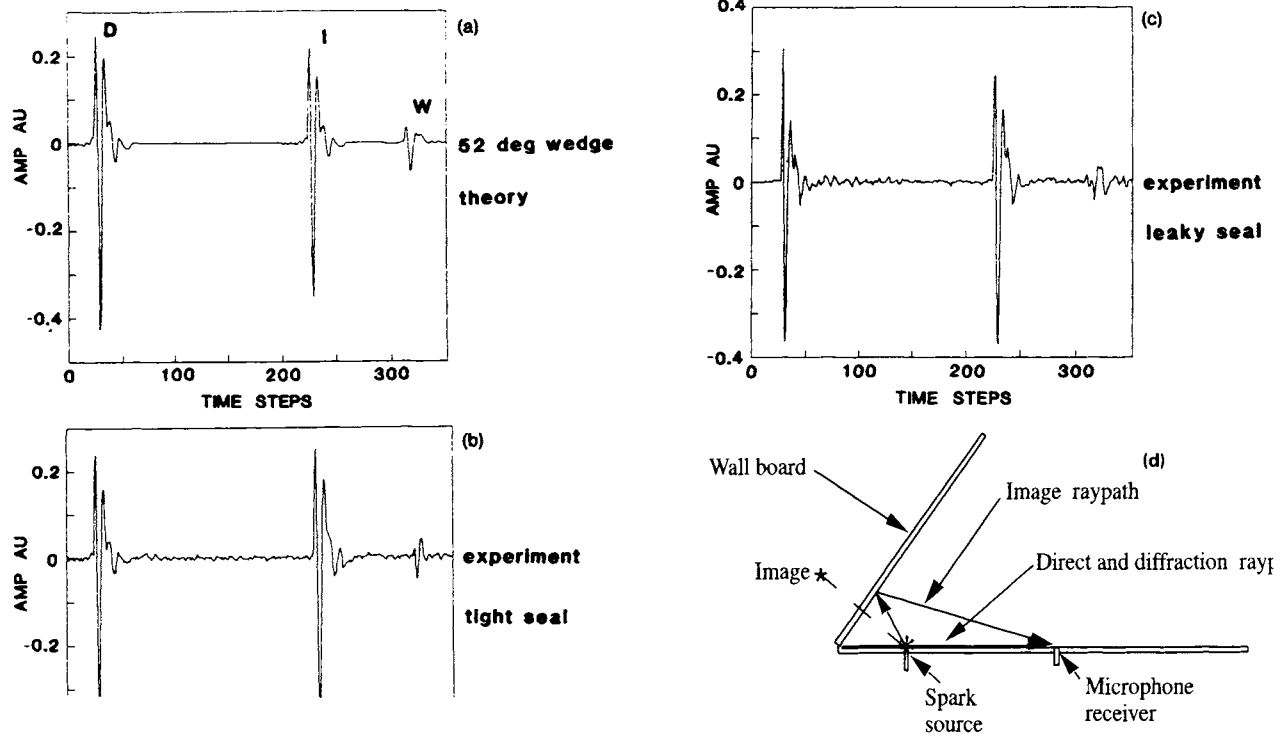 (a)
D
I
W
0.2
0
-0.2
-0.4
AMP AU
52 deg wedge
theory
0
100
200
300
TIME STEPS
(b)
0.2
0
-0.2
AMP AU
experiment
tight seal
(c)
0.4
0.2
0
-0.2
-0.4
AMP AU
experiment
leaky seal
0
100
200
300
TIME STEPS
(d)
Wall board
Image raypath
Image
Direct and diffraction rayp
Spark
source
Microphone
receiver